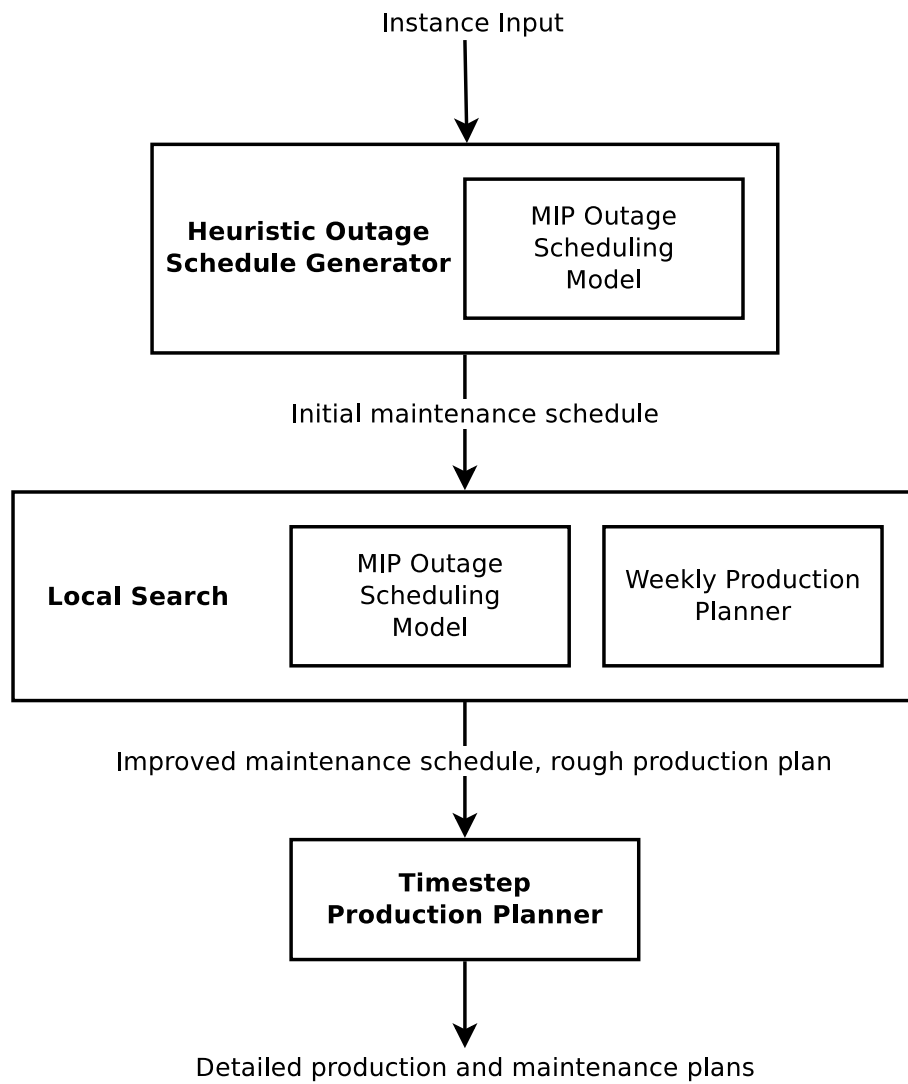 Instance Input
Heuristic Outage
Schedule Generator
MIP Outage
Scheduling
Model
Initial maintenance schedule
Local Search
MIP Outage
Scheduling
Model
Weekly Production
Planner
Improved maintenance schedule, rough production plan
Timestep
Production Planner
Detailed production and maintenance plans